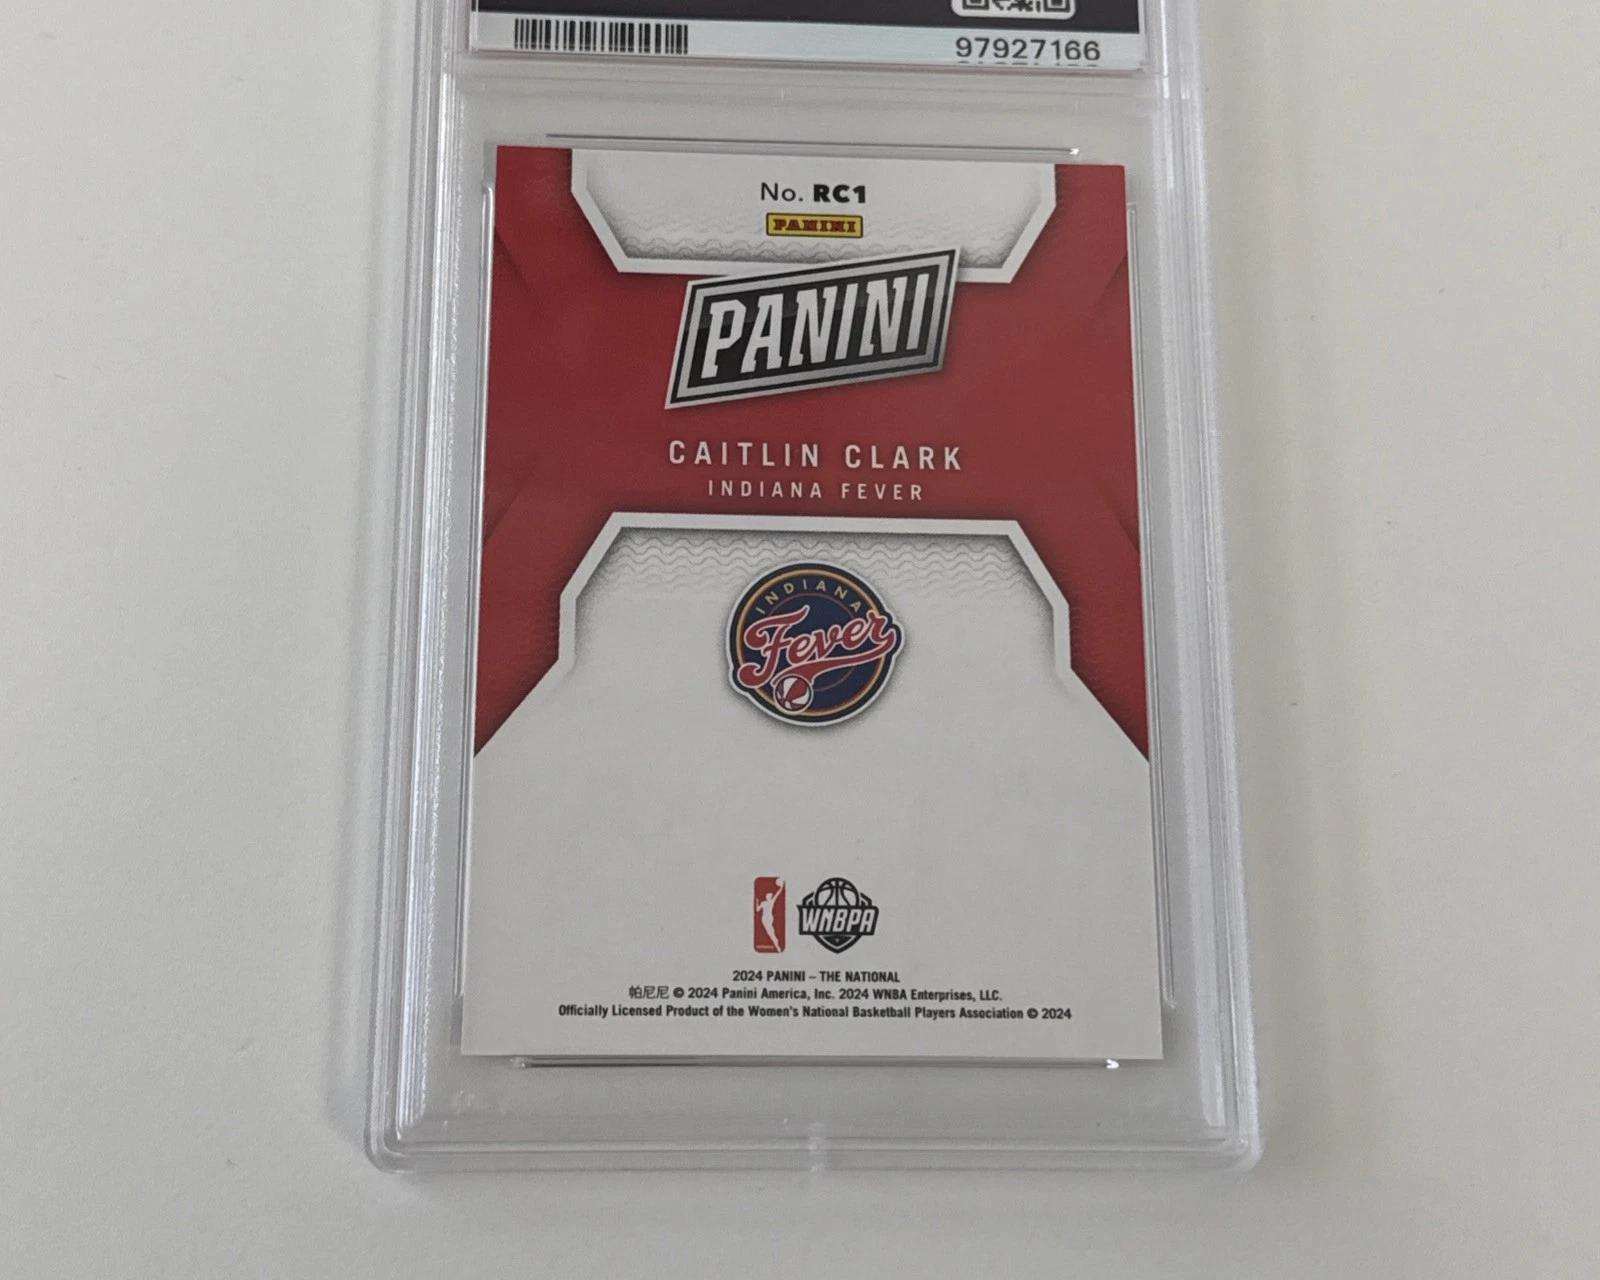 97927166
No. RC1
PANINI
PANINI
CAITLIN CLARK
INDIANA FEVER
INDIANA
Fever
WNBPA
2024 PANINI – THE NATIONAL
帕尼尼 © 2024 Panini America, Inc. 2024 WNBA Enterprises, LLC.
Officially Licensed Product of the Women's National Basketball Players Association © 2024